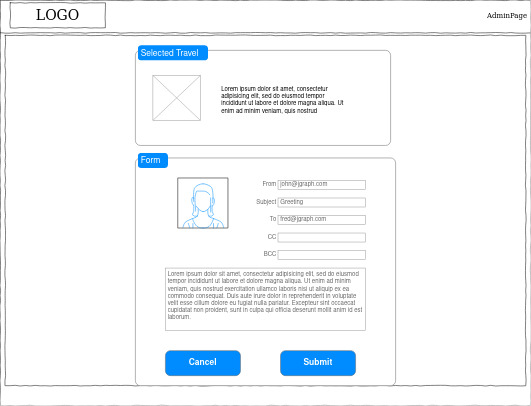 LOGO
AdminPage
Selected Travel
Lorem ipsum dolor sit amet, consectetur
adipisicing elit, sed do eiusmod tempor
incididunt ut labore et dolore magna aliqua. Ut
enim ad minim veniam, quis nostrud
Form
From john@jgraph.com
Subject Greeting
To fred@jgraph.com
CC
BCC
Lorem ipsum dolor sit amet, consectetur adipisicing elit, sed do eiusmod
tempor incididunt ut labore et dolore magna aliqua. Ut enim ad minim
veniam, quis nostrud exercitation ullamco laboris nisi ut aliquip ex ea
commodo consequat. Duis aute irure dolor in reprehenderit in voluptate
velit esse cillum dolore eu fugiat nulla pariatur. Excepteur sint occaecat
cupidatat non proident, sunt in culpa qui officia deserunt mollit anim id est
laborum.
Cancel Submit